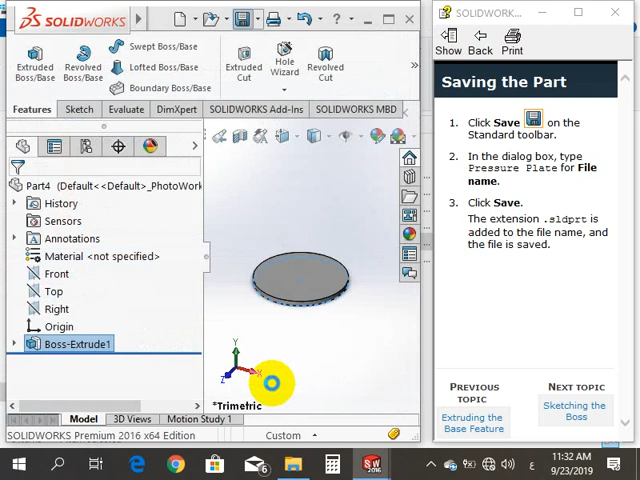 SOLIDWORKS
SOLIDWORKS...
Show
Back
Print
Extruded
Boss/Base
Revolved
Boss/Base
Swept Boss/Base
Lofted Boss/Base
Boundary Boss/Base
Extruded
Cut
Hole
Wizard
Revolved
Cut
Features
Sketch
Evaluate
DimXpert
SOLIDWORKS Add-Ins
SOLIDWORKS MBD
Part4 (Default<<Default>_PhotoWork
History
Sensors
Annotations
Material <not specified>
Front
Top
Right
Origin
Boss-Extrude1
Y
X
Z
*Trimetric
Model
3D Views
Motion Study 1
SOLIDWORKS Premium 2016 x64 Edition
Custom
Saving the Part
1. Click Save on the
Standard toolbar.
2. In the dialog box, type
Pressure Plate for File
name.
3. Click Save.
The extension .sldprt is
added to the file name, and
the file is saved.
PREVIOUS
TOPIC
Extruding the
Base Feature
NEXT TOPIC
Sketching the
Boss
6
SW
2016
ع
11:32 AM
9/23/2019